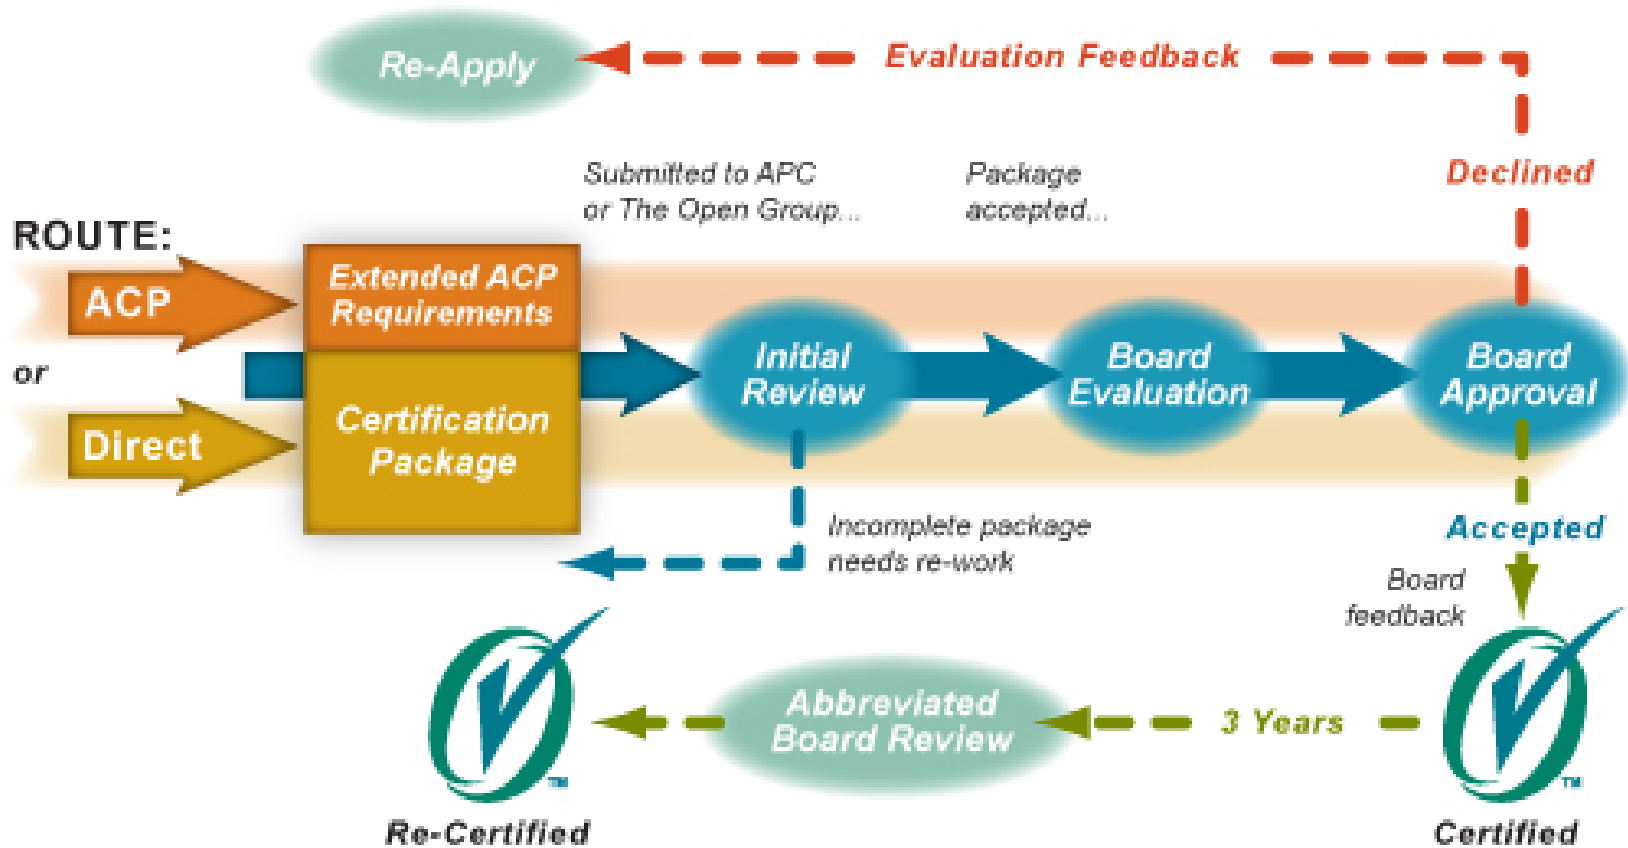 Re-Apply
Evaluation Feedback
Submitted to APC
or The Open Group...
Package
accepted...
Declined
ROUTE:
ACP
Extended ACP
Requirements
or
Direct
Certification
Package
Initial
Review
Board
Evaluation
Board
Approval
Incomplete package
needs re-work
Accepted
Board
feedback
Abbreviated
Board Review
3 Years
TM
TM
Re-Certified
Certified